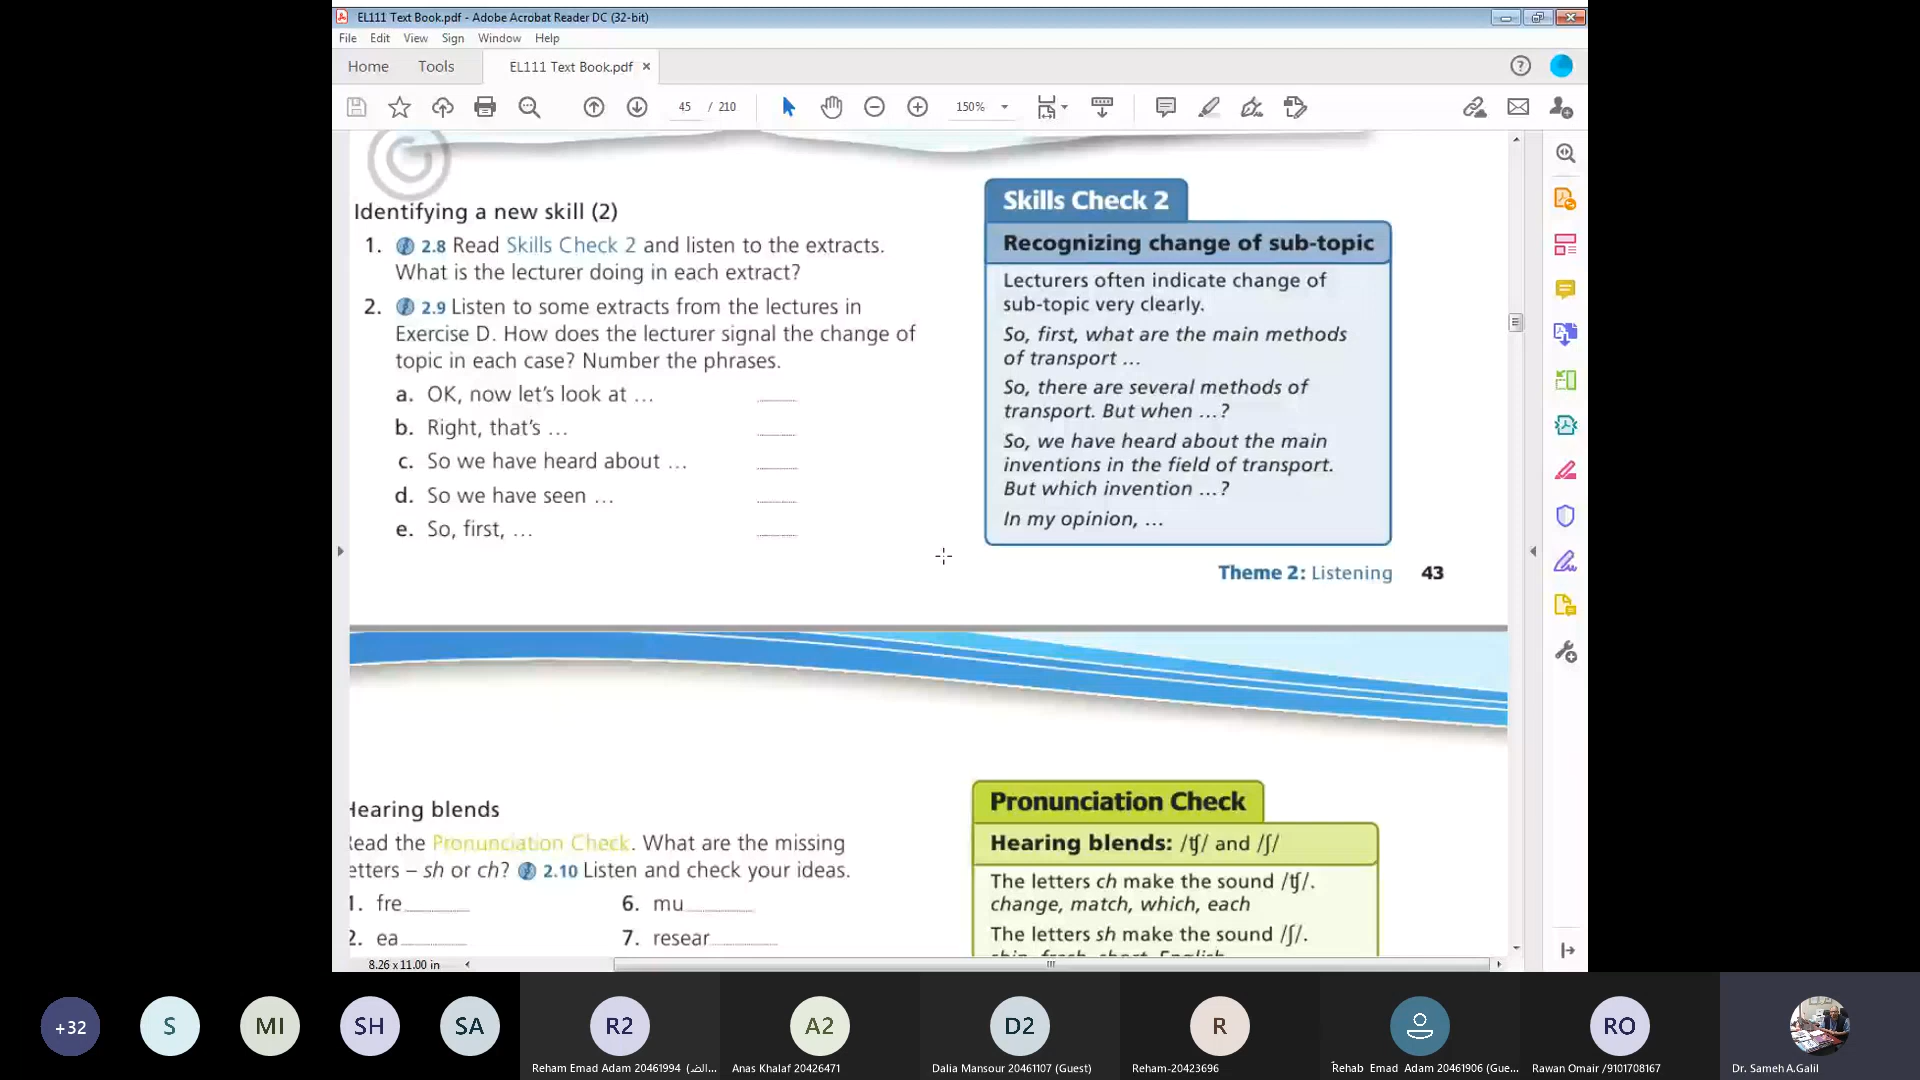 EL111 Text Book.pdf - Adobe Acrobat Reader DC (32-bit)
File Edit View Sign Window Help
Home Tools EL111 Text Book.pdf
45 / 210 150%
Identifying a new skill (2)
1. 2.8 Read Skills Check 2 and listen to the extracts.
What is the lecturer doing in each extract?
2. 2.9 Listen to some extracts from the lectures in
Exercise D. How does the lecturer signal the change of
topic in each case? Number the phrases.
a. OK, now let's look at …
b. Right, that's …
c. So we have heard about …
d. So we have seen …
e. So, first, …
Skills Check 2
Recognizing change of sub-topic
Lecturers often indicate change of
sub-topic very clearly.
So, first, what are the main methods
of transport …
So, there are several methods of
transport. But when …?
So, we have heard about the main
inventions in the field of transport.
But which invention …?
In my opinion, …
Theme 2: Listening 43
Hearing blends
Read the Pronunciation Check. What are the missing
letters – sh or ch? 2.10 Listen and check your ideas.
1. fre
6. mu
2. ea
7. resear
Pronunciation Check
Hearing blends: /ʧ/ and /ʃ/
The letters ch make the sound /ʧ/.
change, match, which, each
The letters sh make the sound /ʃ/.
ship, fresh, short, English
8.26 x 11.00 in
+32 S MI SH SA R2 A2 D2 R RO
Reham Emad Adam 20461994 (الضـ...
Anas Khalaf 20426471
Dalia Mansour 20461107 (Guest)
Reham-20423696
Rehab Emad Adam 20461906 (Gue...
Rawan Omair /9101708167
Dr. Sameh A.Galil